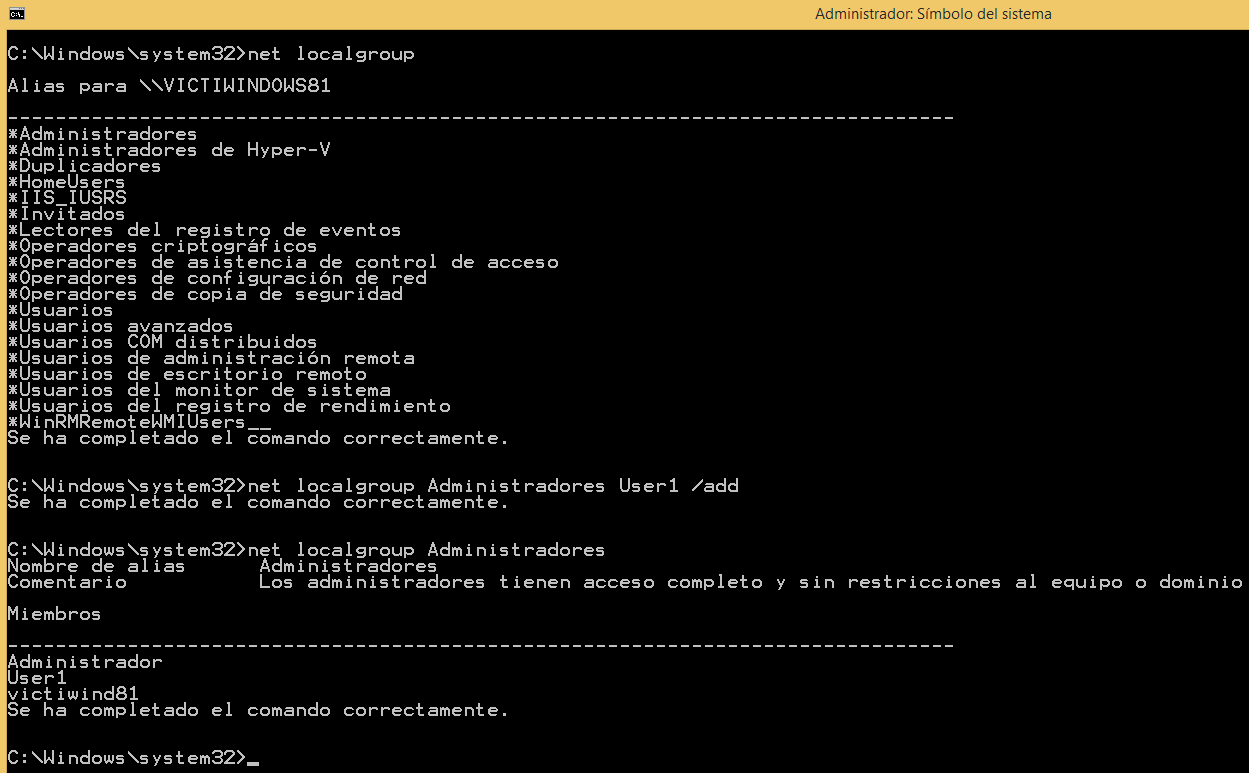 Administrador: Símbolo del sistema
C:\Windows\system32>net localgroup
Alias para \\VICTIWINDOWS81
-------------------------------------------------------------------------------
*Administradores
*Administradores de Hyper-V
*Duplicadores
*HomeUsers
*IIS_IUSRS
*Invitados
*Lectores del registro de eventos
*Operadores criptográficos
*Operadores de asistencia de control de acceso
*Operadores de configuración de red
*Operadores de copia de seguridad
*Usuarios
*Usuarios avanzados
*Usuarios COM distribuidos
*Usuarios de administración remota
*Usuarios de escritorio remoto
*Usuarios del monitor de sistema
*Usuarios del registro de rendimiento
*WinRMRemoteWMIUsers__
Se ha completado el comando correctamente.
C:\Windows\system32>net localgroup Administradores User1 /add
Se ha completado el comando correctamente.
C:\Windows\system32>net localgroup Administradores
Nombre de alias      Administradores
Comentario           Los administradores tienen acceso completo y sin restricciones al equipo o dominio
Miembros
-------------------------------------------------------------------------------
Administrador
User1
victiwind81
Se ha completado el comando correctamente.
C:\Windows\system32>_